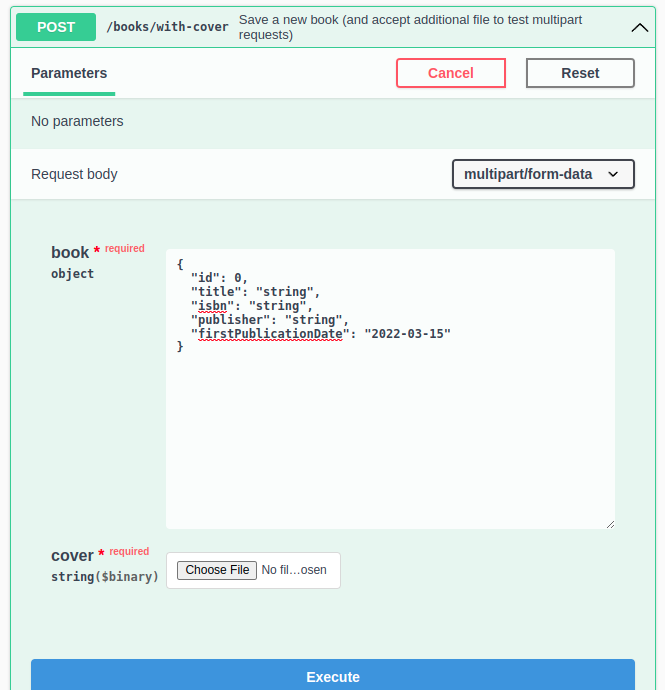 POST /books/with-cover Save a new book (and accept additional file to test multipart
requests)
Parameters Cancel Reset
No parameters
Request body multipart/form-data
book * required
object
{
  "id": 0,
  "title": "string",
  "isbn": "string",
  "publisher": "string",
  "firstPublicationDate": "2022-03-15"
}
cover * required
string($binary)
Choose File No fil…osen
Execute